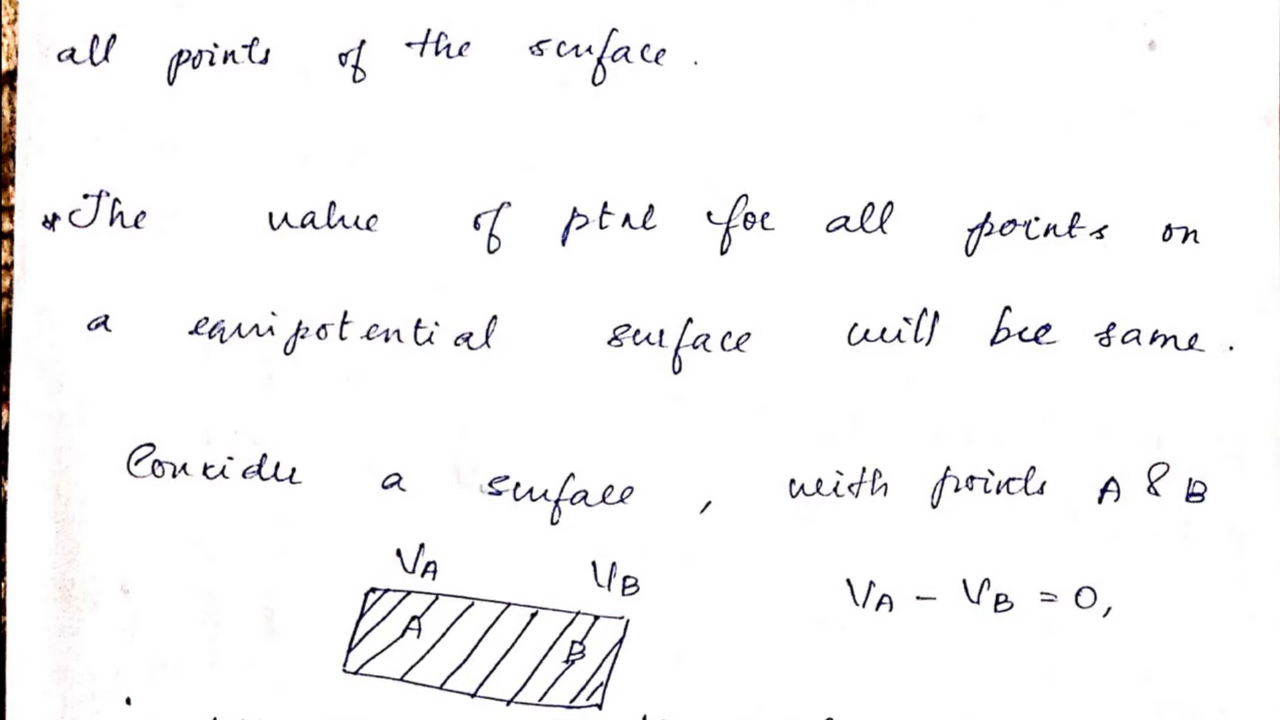 all points of the surface.
* The value of ptnl for all points on
a equipotential surface will be same.
Consider a surface, with points A & B
VA VB
VA - VB = 0,
A B